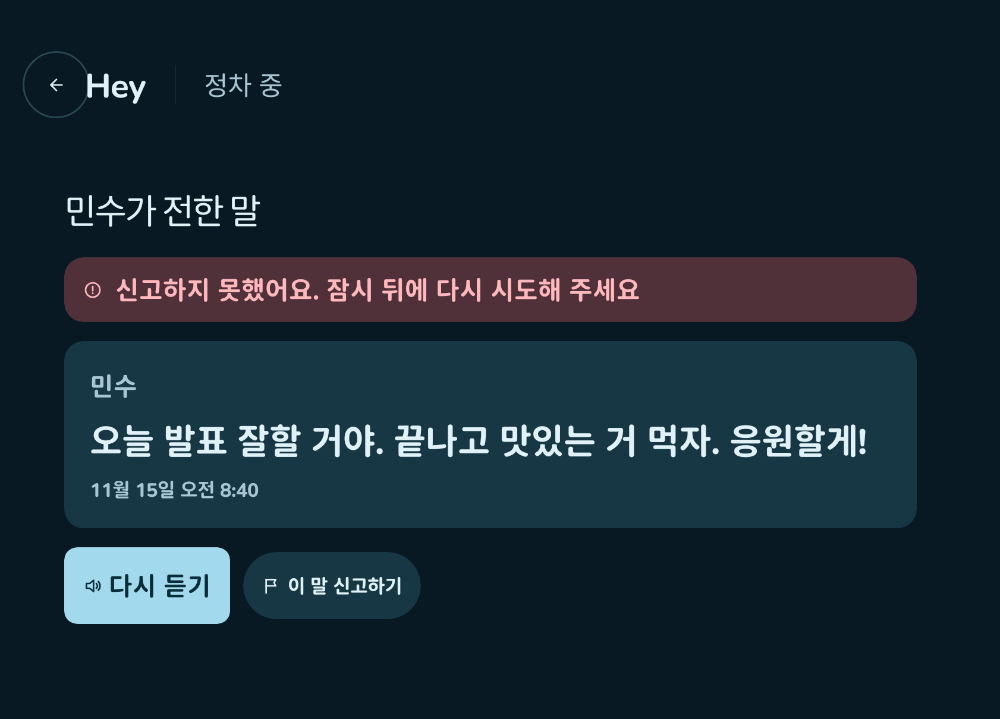 Hey
정차 중
민수가 전한 말
신고하지 못했어요. 잠시 뒤에 다시 시도해 주세요
민수
오늘 발표 잘할 거야. 끝나고 맛있는 거 먹자. 응원할게!
11월 15일 오전 8:40
다시 듣기
이 말 신고하기